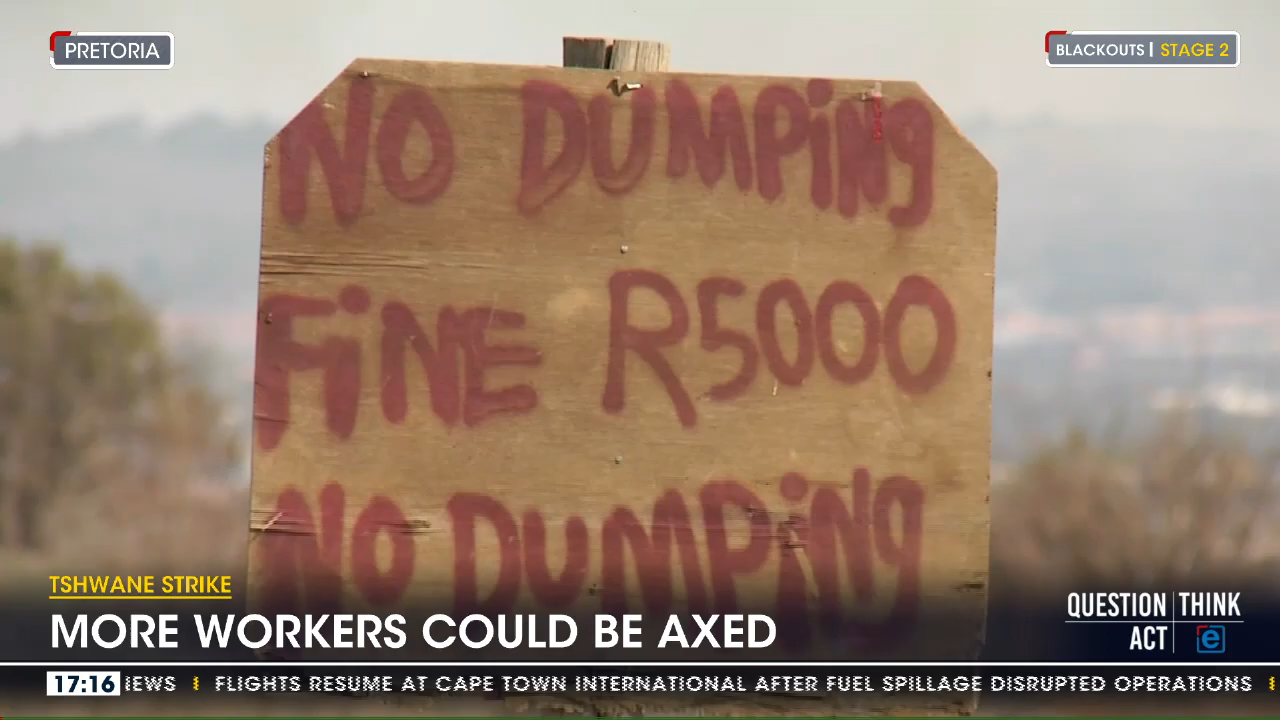 PRETORIA
BLACKOUTS | STAGE 2
NO DUMPiNg
FiNE R5000
NO DUMPiNg
TSHWANE STRIKE
MORE WORKERS COULD BE AXED
QUESTION THINK
ACT e
17:16 FLIGHTS RESUME AT CAPE TOWN INTERNATIONAL AFTER FUEL SPILLAGE DISRUPTED OPERATIONS